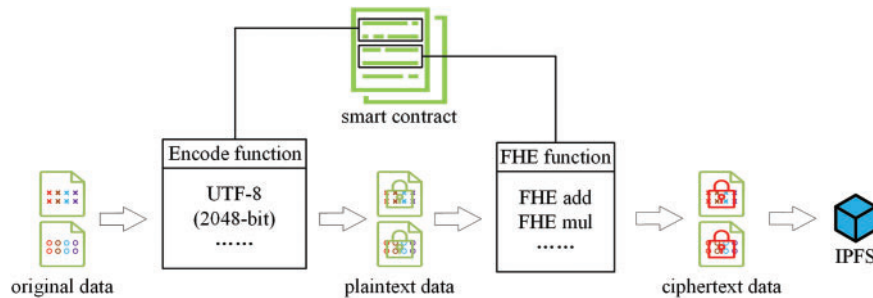 smart contract
Encode function
UTF-8
(2048-bit)
……
FHE function
FHE add
FHE mul
……
original data
plaintext data
ciphertext data
IPFS